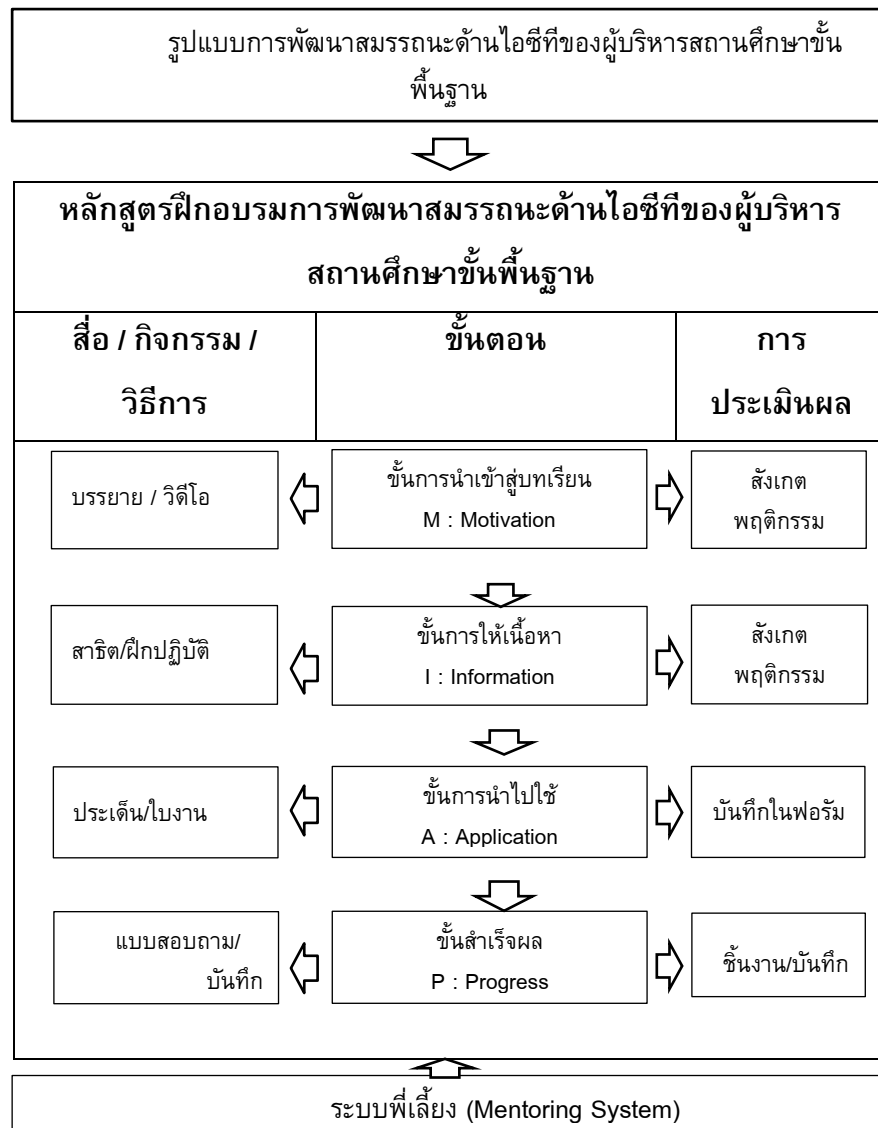 รูปแบบการพัฒนาสมรรถนะด้านไอซีทีของผู้บริหารสถานศึกษาขั้น
พื้นฐาน
หลักสูตรฝึกอบรมการพัฒนาสมรรถนะด้านไอซีทีของผู้บริหาร
สถานศึกษาขั้นพื้นฐาน
สื่อ / กิจกรรม /
วิธีการ
ขั้นตอน
การ
ประเมินผล
บรรยาย / วิดีโอ
ขั้นการนำเข้าสู่บทเรียน
M : Motivation
สังเกต
พฤติกรรม
สาธิต/ฝึกปฏิบัติ
ขั้นการให้เนื้อหา
I : Information
สังเกต
พฤติกรรม
ประเด็น/ใบงาน
ขั้นการนำไปใช้
A : Application
บันทึกในฟอรัม
แบบสอบถาม/
บันทึก
ขั้นสำเร็จผล
P : Progress
ชิ้นงาน/บันทึก
ระบบพี่เลี้ยง (Mentoring System)